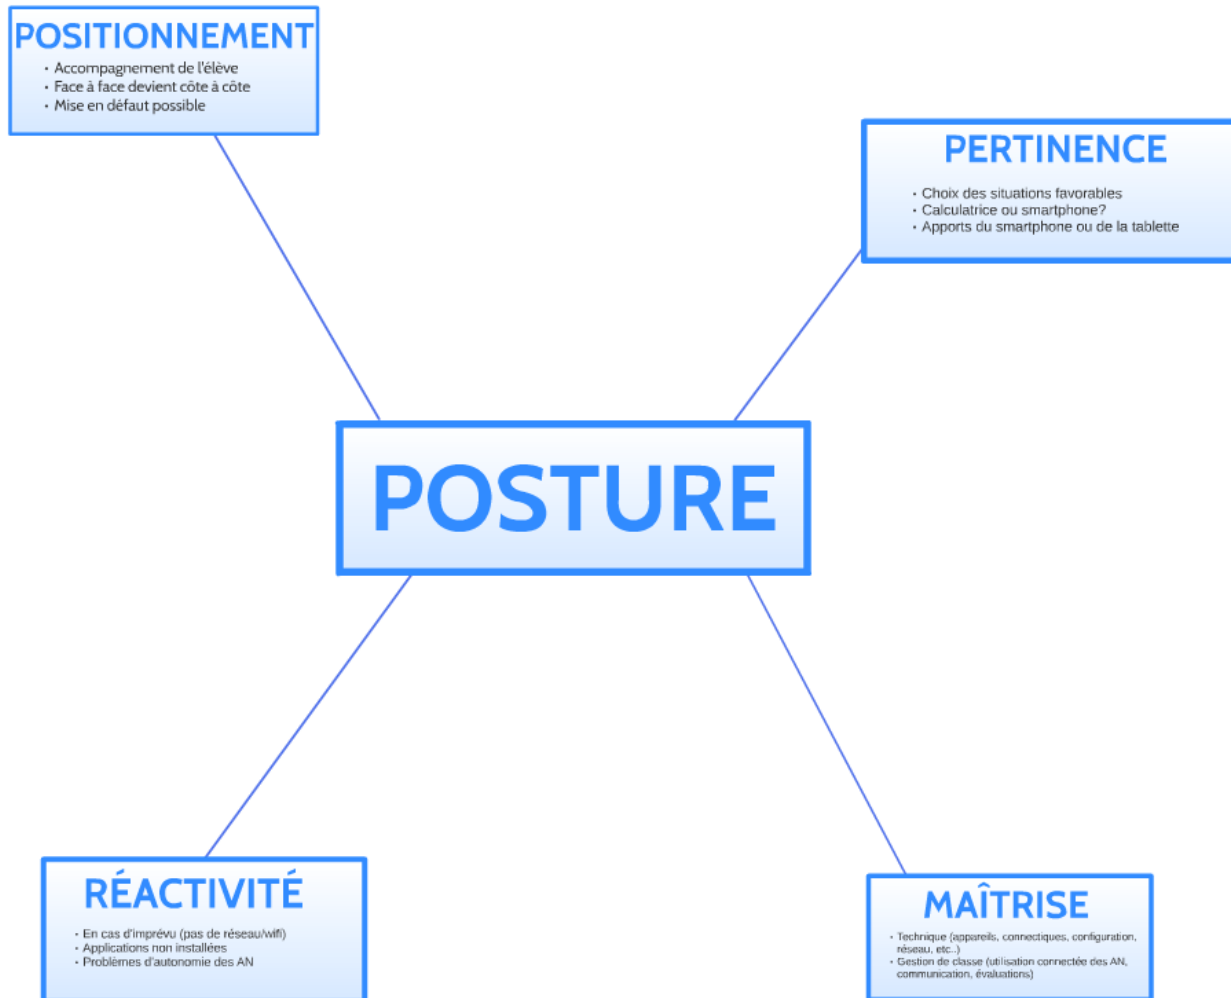 POSITIONNEMENT
• Accompagnement de l'élève
• Face à face devient côte à côte
• Mise en défaut possible
PERTINENCE
• Choix des situations favorables
• Calculatrice ou smartphone?
• Apports du smartphone ou de la tablette
POSTURE
RÉACTIVITÉ
• En cas d'imprévu (pas de réseau/wifi)
• Applications non installées
• Problèmes d'autonomie des AN
MAÎTRISE
• Technique (appareils, connectiques, configuration,
réseau, etc..)
• Gestion de classe (utilisation connectée des AN,
communication, évaluations)